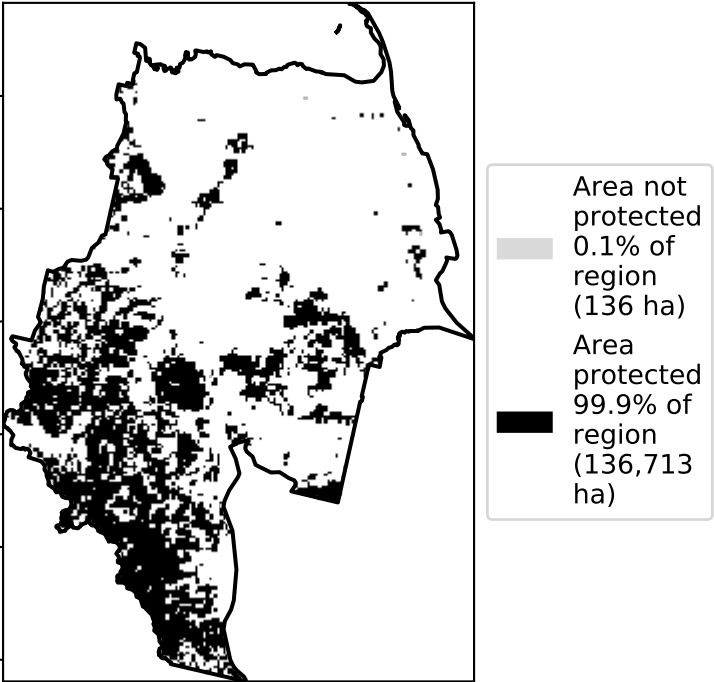 Area not
protected
0.1% of
region
(136 ha)
Area
protected
99.9% of
region
(136,713
ha)